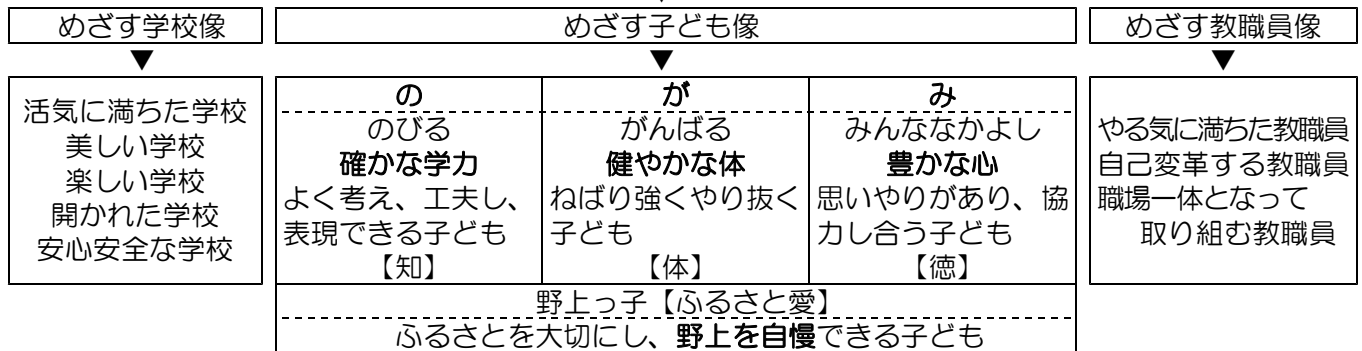 めざす学校像
▼
活気に満ちた学校
美しい学校
楽しい学校
開かれた学校
安心安全な学校
めざす子ども像
▼
の
のびる
確かな学力
よく考え、工夫し、
表現できる子ども
【知】
が
がんばる
健やかな体
ねばり強くやり抜く
子ども
【体】
み
みんななかよし
豊かな心
思いやりがあり、協
力し合う子ども
【徳】
野上っ子【ふるさと愛】
ふるさとを大切にし、野上を自慢できる子ども
めざす教職員像
▼
やる気に満ちた教職員
自己変革する教職員
職場一体となって
取り組む教職員